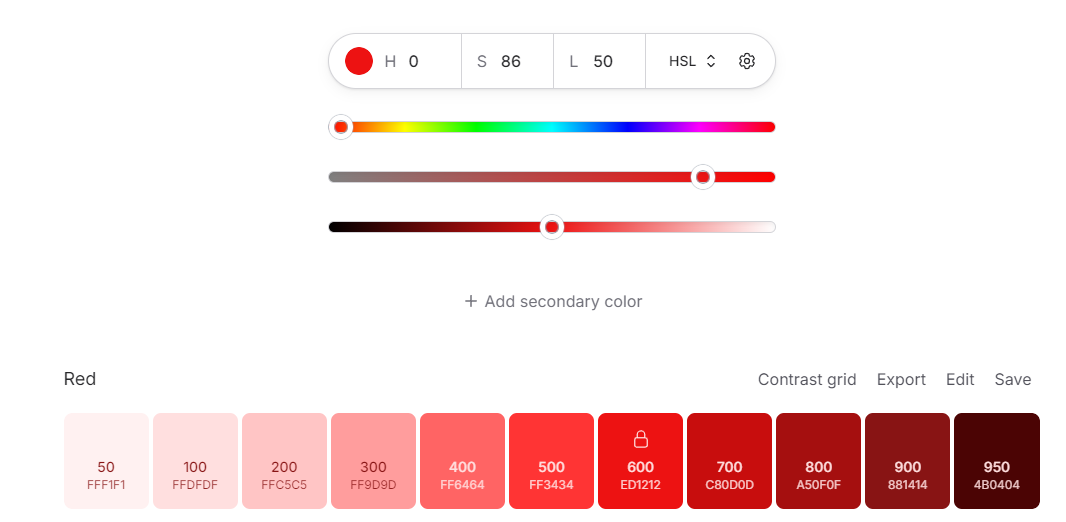 H 0 S 86 L 50 HSL
+ Add secondary color
Red Contrast grid Export Edit Save
50 100 200 300 400 500 600 700 800 900 950
FFF1F1 FFDFDF FFC5C5 FF9D9D FF6464 FF3434 ED1212 C80D0D A50F0F 881414 4B0404